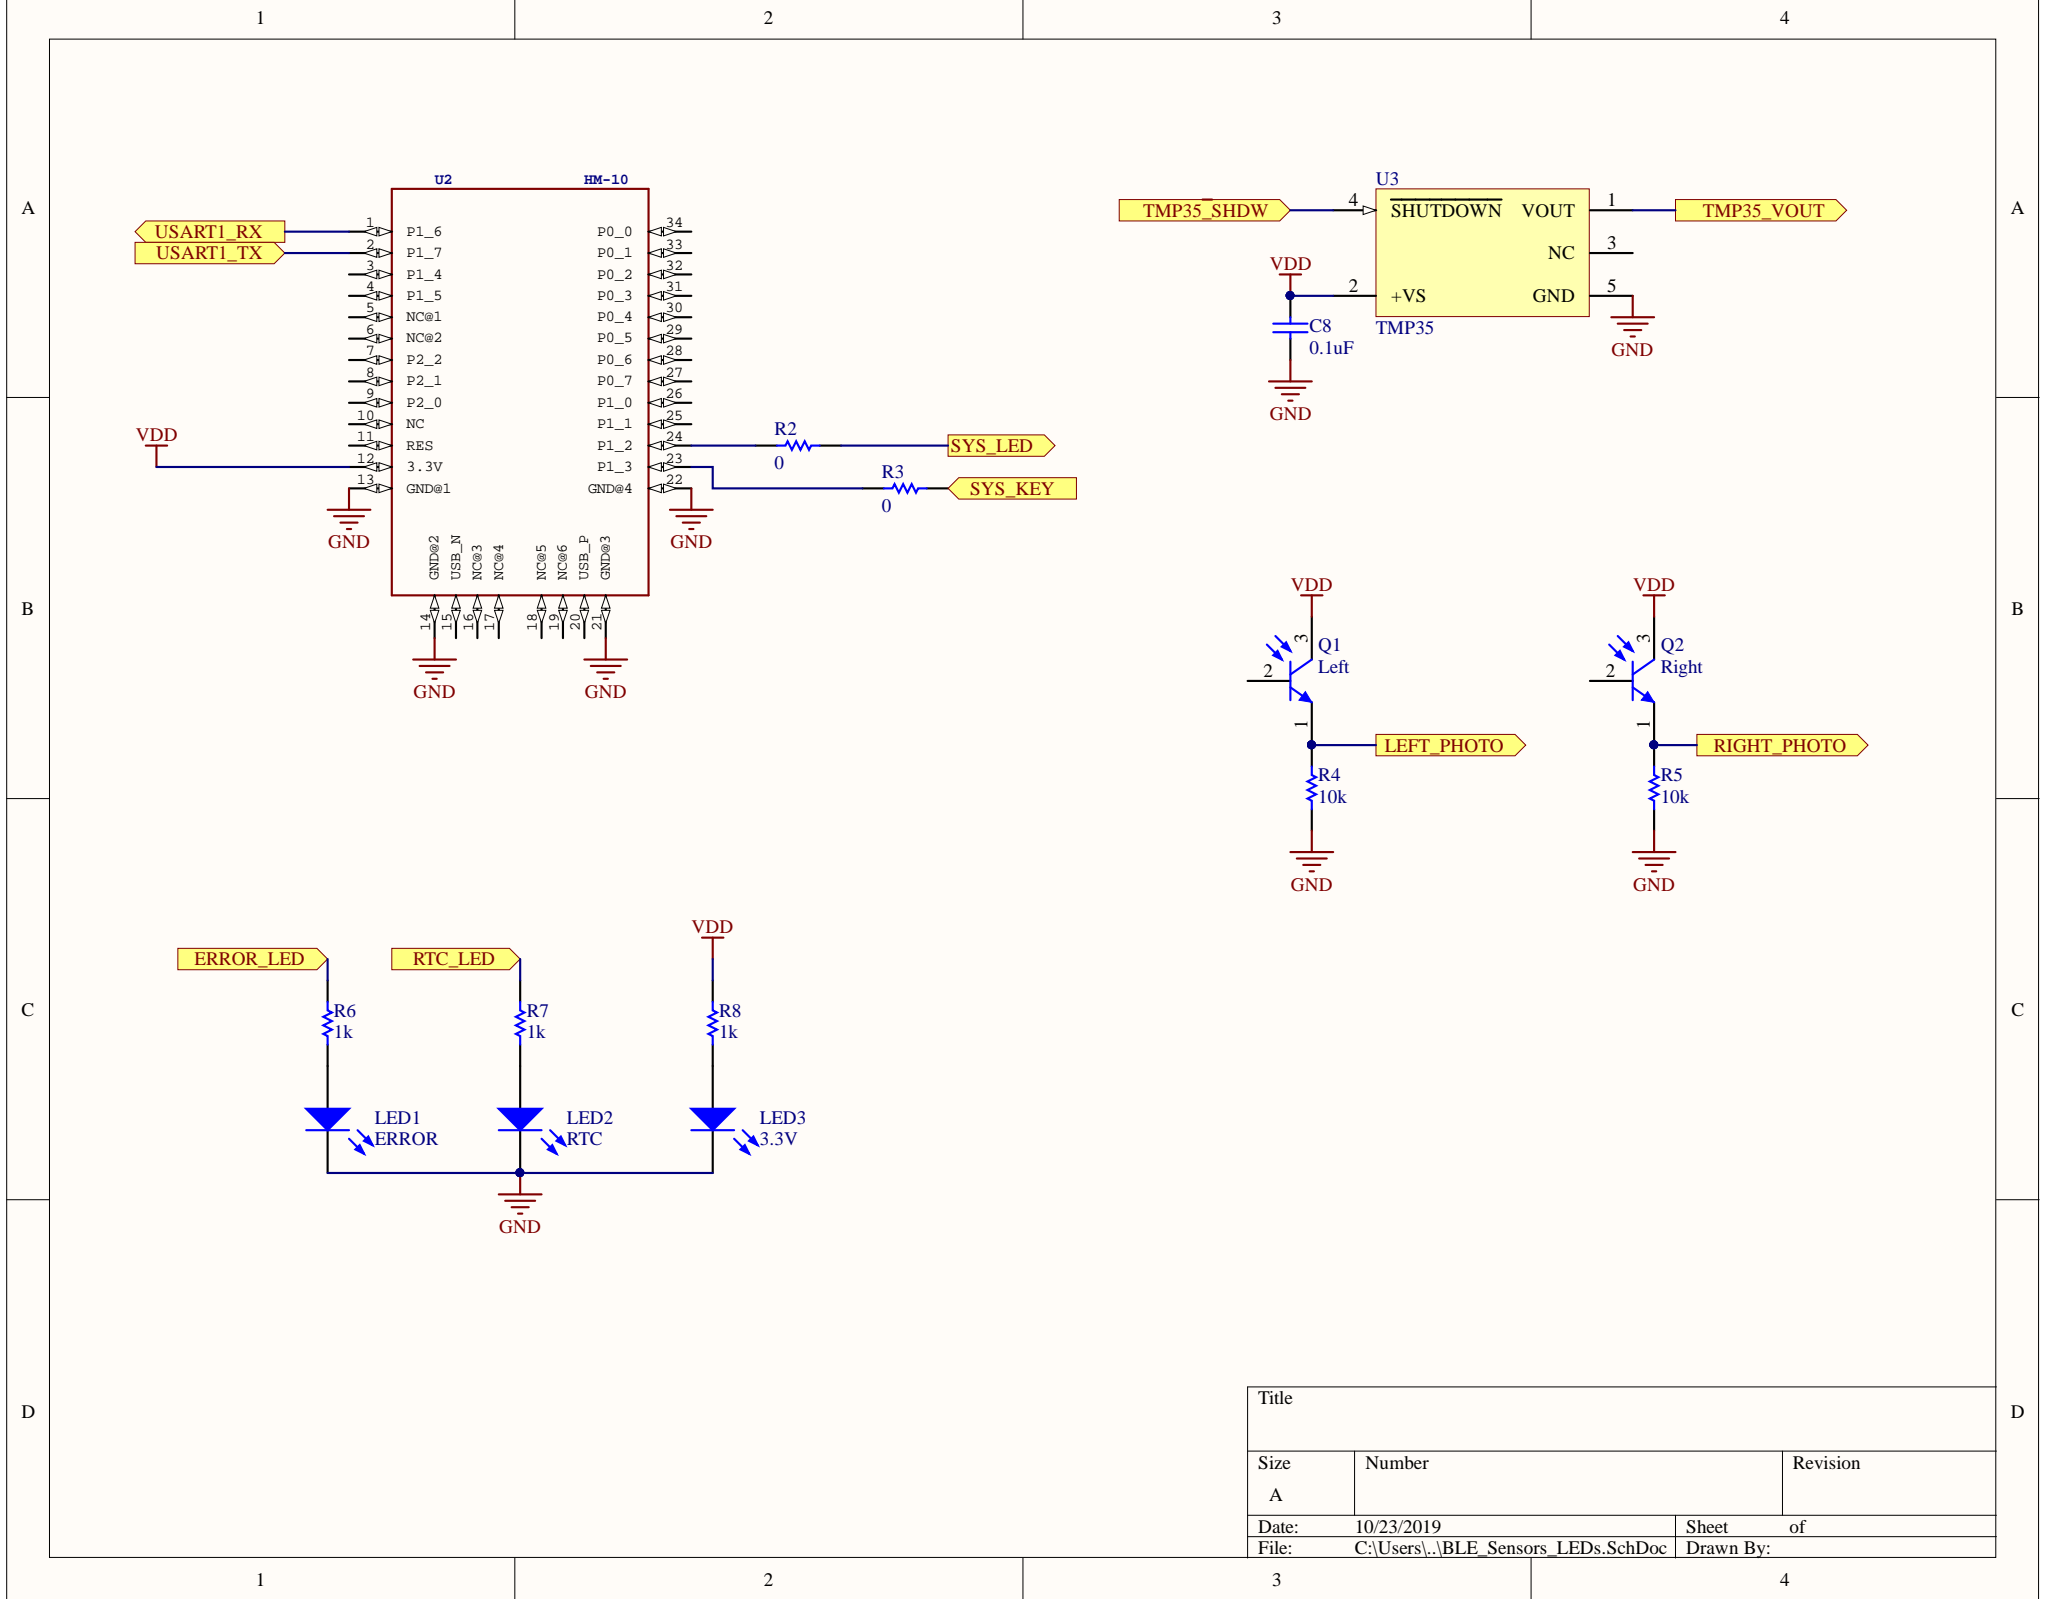 1 2 3 4
A
A
B
B
C
C
D
D
U2 HM-10
USART1_RX
USART1_TX
1 P1_6
2 P1_7
3 P1_4
4 P1_5
5 NC@1
6 NC@2
7 P2_2
8 P2_1
9 P2_0
10 NC
11 RES
12 3.3V
13 GND@1
VDD
GND
P0_0 34
P0_1 33
P0_2 32
P0_3 31
P0_4 30
P0_5 29
P0_6 28
P0_7 27
P1_0 26
P1_1 25
P1_2 24
P1_3 23
GND@4 22
GND
R2
0
SYS_LED
R3
0
SYS_KEY
GND@2 14
USB_N 15
NC@3 16
NC@4 17
NC@5 18
NC@6 19
USB_P 20
GND@3 21
GND
GND
U3
TMP35_SHDW
4 SHUTDOWN VOUT 1
TMP35_VOUT
NC 3
VDD
2 +VS GND 5
TMP35
C8
0.1uF
GND
GND
VDD
3
Q1
Left
2
1
LEFT_PHOTO
R4
10k
GND
VDD
3
Q2
Right
2
1
RIGHT_PHOTO
R5
10k
GND
ERROR_LED
R6
1k
LED1
ERROR
RTC_LED
R7
1k
LED2
RTC
VDD
R8
1k
LED3
3.3V
GND
Title
Size Number Revision
A
Date: 10/23/2019 Sheet of
File: C:\Users\..\BLE_Sensors_LEDs.SchDoc Drawn By:
1 2 3 4